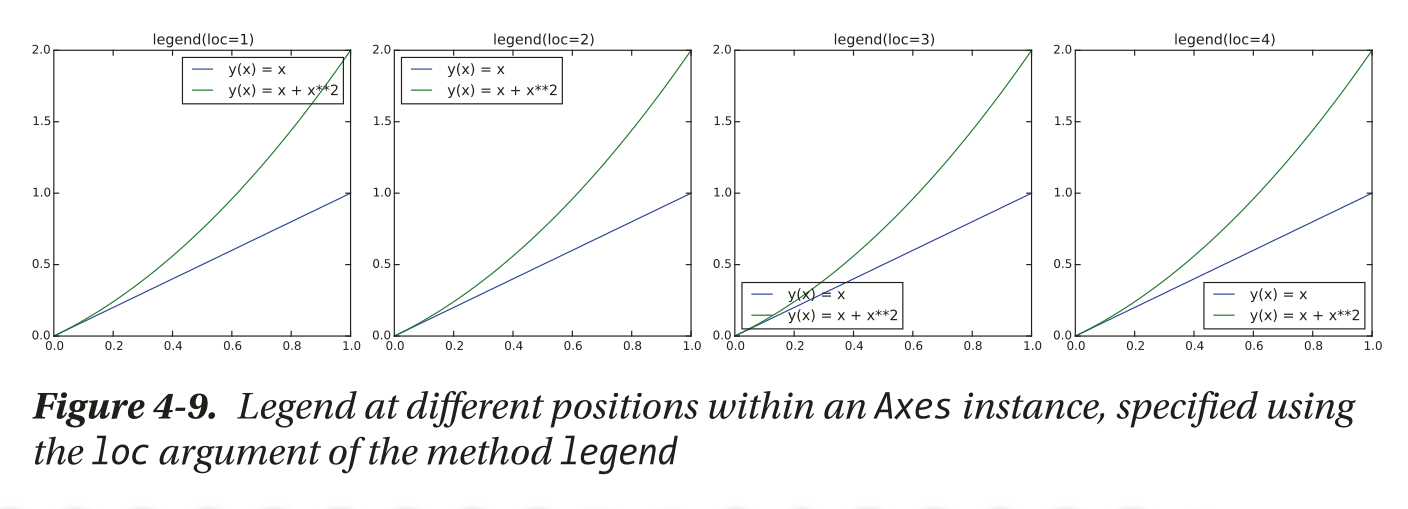 legend(loc=1)
2.0
1.5
1.0
0.5
0.0
0.0 0.2 0.4 0.6 0.8 1.0
y(x) = x
y(x) = x + x**2
legend(loc=2)
2.0
1.5
1.0
0.5
0.0
0.0 0.2 0.4 0.6 0.8 1.0
y(x) = x
y(x) = x + x**2
legend(loc=3)
2.0
1.5
1.0
0.5
0.0
0.0 0.2 0.4 0.6 0.8 1.0
y(x) = x
y(x) = x + x**2
legend(loc=4)
2.0
1.5
1.0
0.5
0.0
0.0 0.2 0.4 0.6 0.8 1.0
y(x) = x
y(x) = x + x**2
Figure 4-9. Legend at different positions within an Axes instance, specified using
the loc argument of the method legend